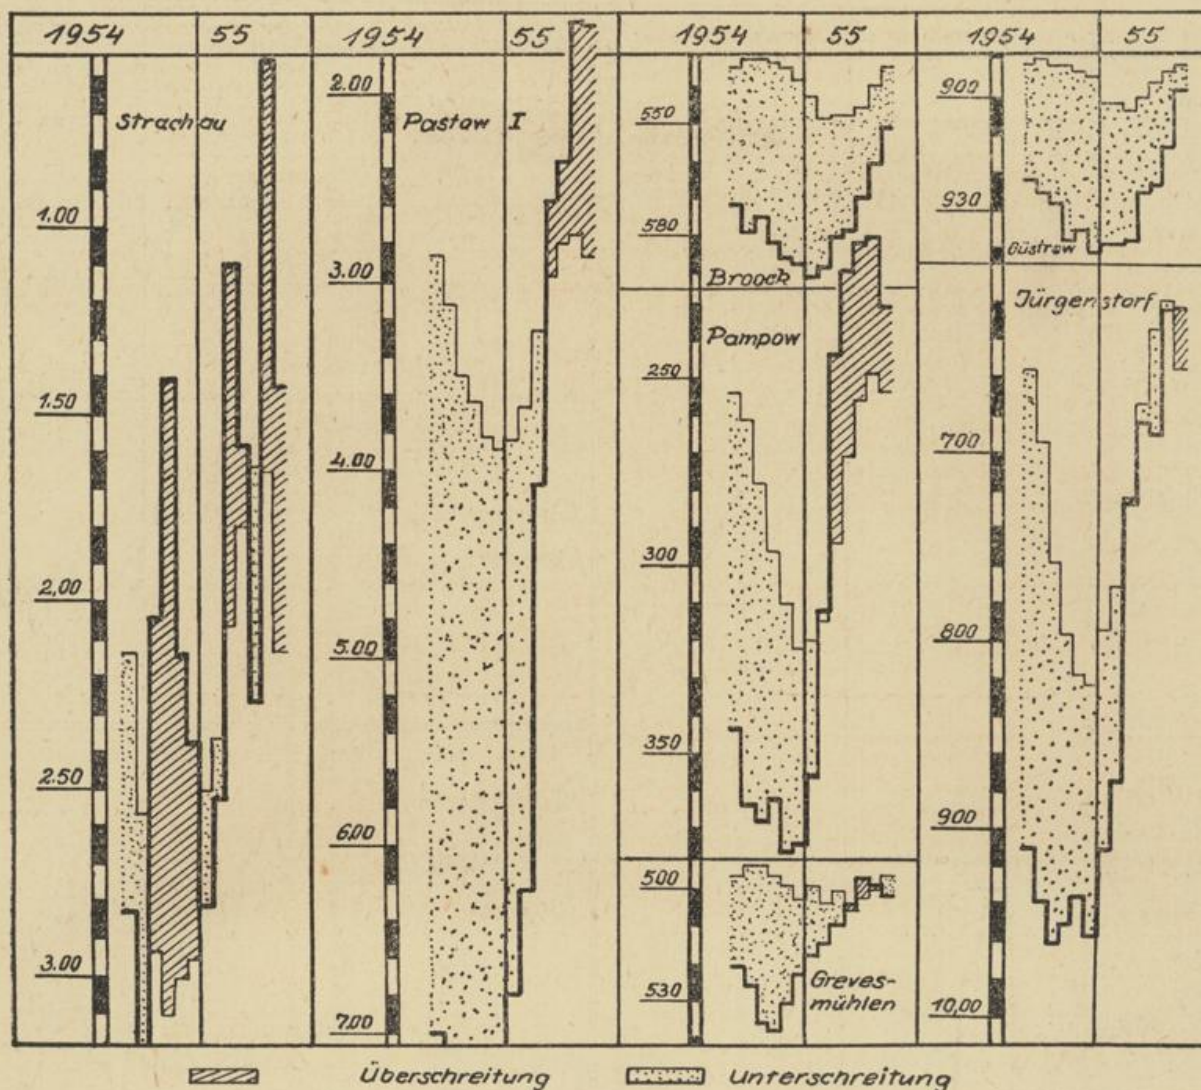 1954 55 1954 55 1954 55 1954 55
Strachau
1.00
1.50
2,00
2.50
3.00
Pastow I
2.00
3.00
4.00
5.00
6,00
7.00
550
580
Broock
Pampow
250
300
350
500
530
Greves-
mühlen
900
930
Güstrow
Jürgenstorf
700
800
900
10,00
Überschreitung Unterschreitung